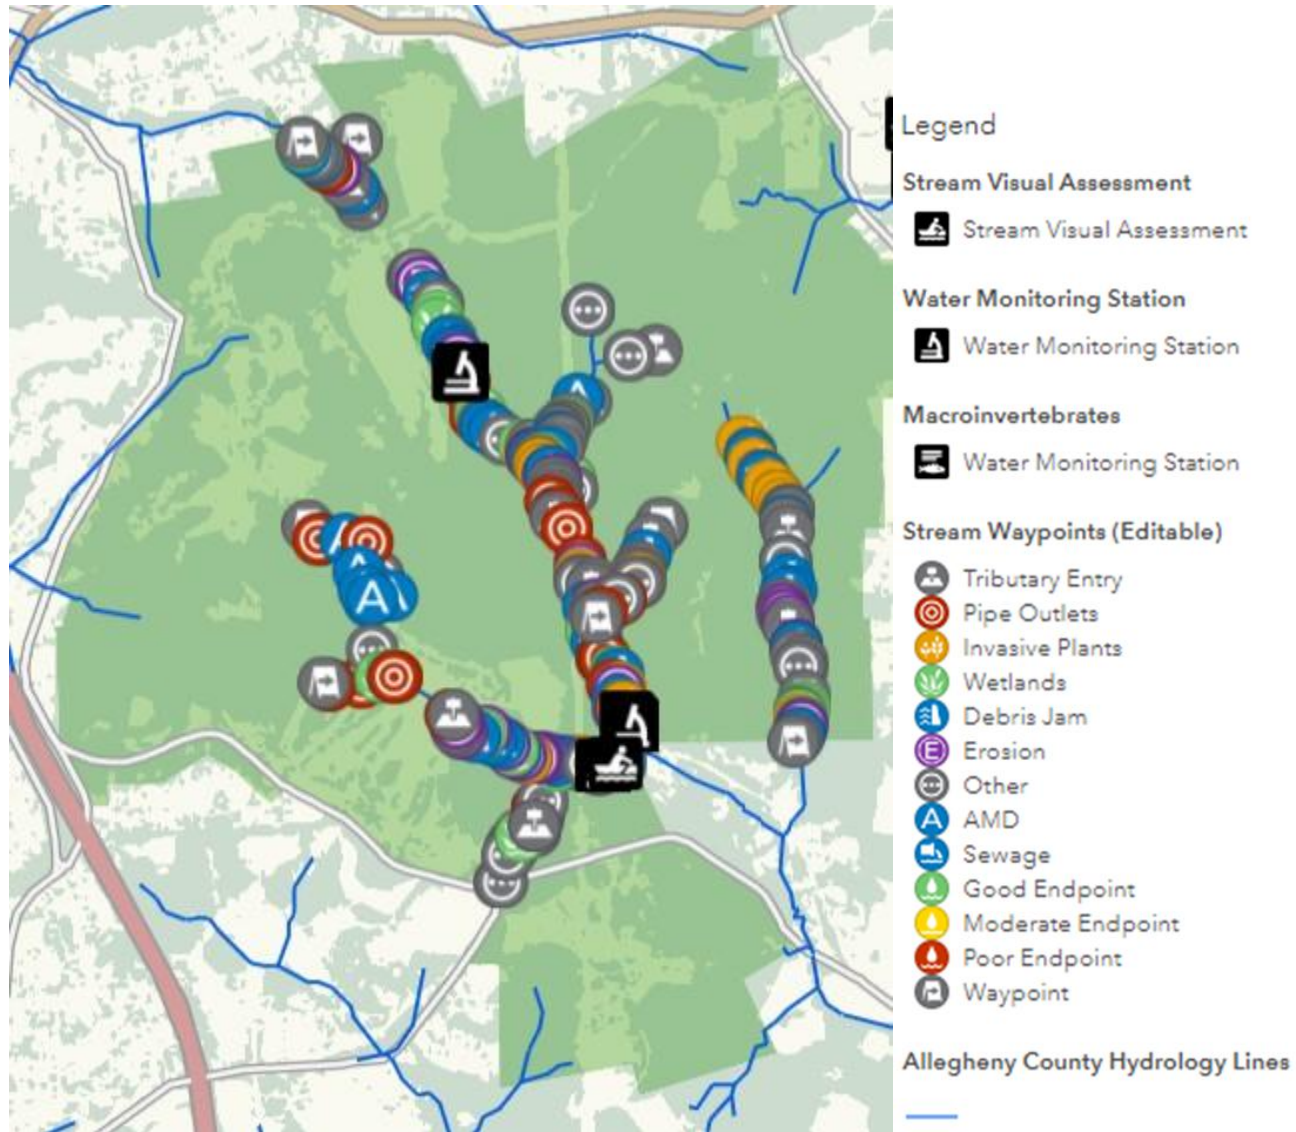 Legend
Stream Visual Assessment
Stream Visual Assessment
Water Monitoring Station
Water Monitoring Station
Macroinvertebrates
Water Monitoring Station
Stream Waypoints (Editable)
Tributary Entry
Pipe Outlets
Invasive Plants
Wetlands
Debris Jam
E Erosion
Other
A AMD
Sewage
Good Endpoint
Moderate Endpoint
Poor Endpoint
Waypoint
Allegheny County Hydrology Lines
A
A